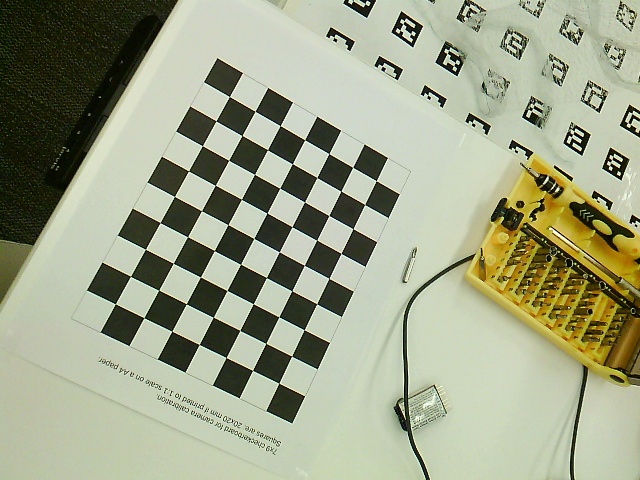 7x9 checkerboard for camera calibration.
Squares are: 20x20 mm if printed to 1:1 scale on a A4 paper.